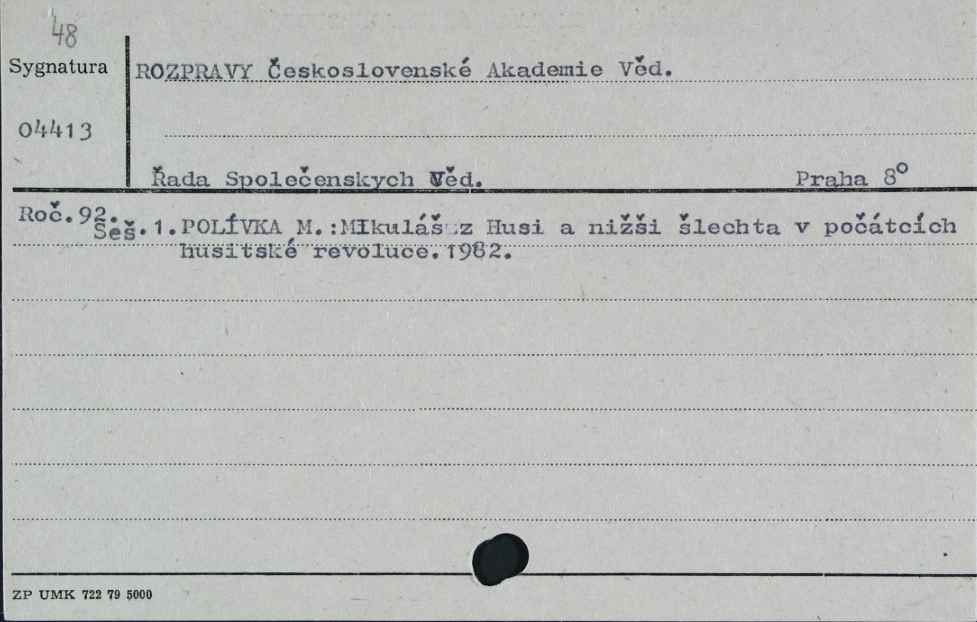 48
Sygnatura
ROZPRAVY Československé Akademie Věd.
04413
Řada Společenskych Věd. Praha 8°
Roč.92.
Seš.1.POLÍVKA M.:MIkuláš z Husi a nižši šlechta v počátcích
husitské revoluce.1982.
ZP UMK 722 79 5000